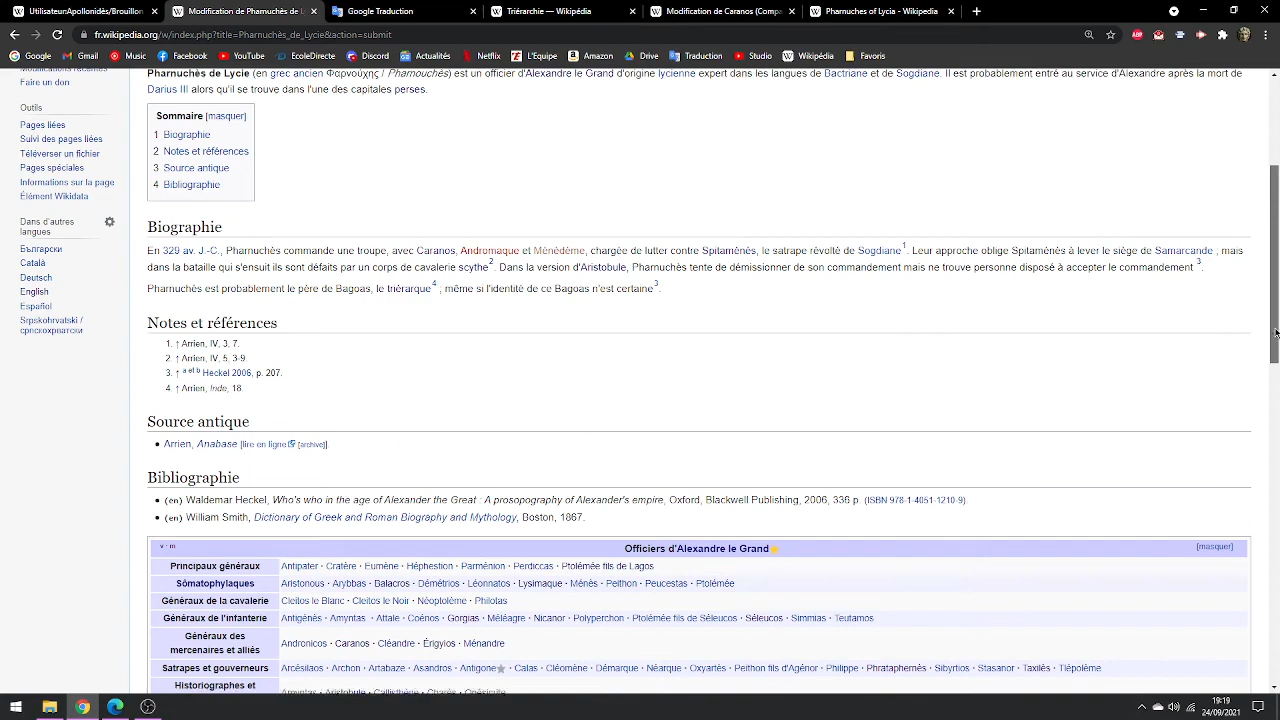 UtilisateurApollonidès/Brouillon
Modification de Pharnuchès de L
Google Traduction
Triérarchie — Wikipédia
Modification de Caranos (Compa
Pharnuches of Lycia - Wikipedia
fr.wikipedia.org/w/index.php?title=Pharnuchès_de_Lycie&action=submit
Google Gmail Music Facebook YouTube EcoleDirecte Discord Actualités Netflix L'Equipe Amazon Drive Traduction Studio Wikipédia Favoris
Modifications récentes
Faire un don
Outils
Pages liées
Suivi des pages liées
Téléverser un fichier
Pages spéciales
Informations sur la page
Élément Wikidata
Dans d'autres
langues
Български
Català
Deutsch
English
Español
Srpskohrvatski /
српскохрватски
Pharnuchès de Lycie (en grec ancien Φαρνούχης / Pharnouchês) est un officier d'Alexandre le Grand d'origine lycienne expert dans les langues de Bactriane et de Sogdiane. Il est probablement entré au service d'Alexandre après la mort de
Darius III alors qu'il se trouve dans l'une des capitales perses.
Sommaire [masquer]
1 Biographie
2 Notes et références
3 Source antique
4 Bibliographie
Biographie
En 329 av. J.-C., Pharnuchès commande une troupe, avec Caranos, Andromaque et Ménédème, chargée de lutter contre Spitaménès, le satrape révolté de Sogdiane1. Leur approche oblige Spitaménès à lever le siège de Samarcande , mais
dans la bataille qui s'ensuit ils sont défaits par un corps de cavalerie scythe2. Dans la version d'Aristobule, Pharnuchès tente de démissionner de son commandement mais ne trouve personne disposé à accepter le commandement 3.
Pharnuchès est probablement le père de Bagoas, le triérarque4 ; même si l'identité de ce Bagoas n'est certaine3.
Notes et références
1. ↑ Arrien, IV, 3, 7.
2. ↑ Arrien, IV, 5, 3-9.
3. ↑ a et b Heckel 2006, p. 207.
4. ↑ Arrien, Inde, 18.
Source antique
• Arrien, Anabase [lire en ligne [archive]].
Bibliographie
• (en) Waldemar Heckel, Who's who in the age of Alexander the Great : A prosopography of Alexander's empire, Oxford, Blackwell Publishing, 2006, 336 p. (ISBN 978-1-4051-1210-9).
• (en) William Smith, Dictionary of Greek and Roman Biography and Mythology, Boston, 1867.
v · m Officiers d'Alexandre le Grand [masquer]
Principaux généraux Antipater · Cratère · Eumène · Héphestion · Parménion · Perdiccas · Ptolémée fils de Lagos
Sômatophylaques Aristonous · Arybbas · Balacros · Démétrios · Léonnatos · Lysimaque · Ménès · Peithon · Peucestas · Ptolémée
Généraux de la cavalerie Cleitos le Blanc · Cleitos le Noir · Néoptolème · Philotas
Généraux de l'infanterie Antigénès · Amyntas · Attale · Coénos · Gorgias · Méléagre · Nicanor · Polyperchon · Ptolémée fils de Séleucos · Séleucos · Simmias · Teutamos
Généraux des
mercenaires et alliés Andronicos · Caranos · Cléandre · Érigyios · Ménandre
Satrapes et gouverneurs Arcésilaos · Archon · Artabaze · Asandros · Antigone · Calas · Cléomène · Démarque · Néarque · Oxyartès · Peithon fils d'Agénor · Philippe · Phrataphernès · Sibyrtios · Stasanor · Taxilès · Tlépolème
Historiographes et Amyntas · Aristobule · Callisthène · Charès · Onésicrite
19:19
24/09/2021